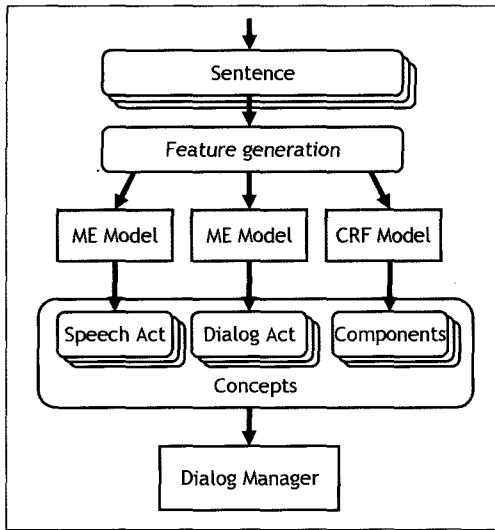 Sentence
Feature generation
ME Model
ME Model
CRF Model
Speech Act
Dialog Act
Components
Concepts
Dialog Manager